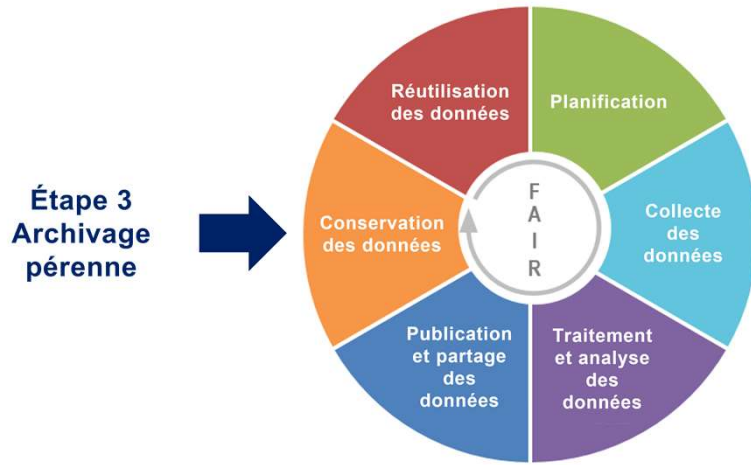 Étape 3
Archivage
pérenne
Réutilisation
des données
Planification
Collecte
des
données
Traitement
et analyse
des
données
Publication
et partage
des
données
Conservation
des données
F
A
I
R